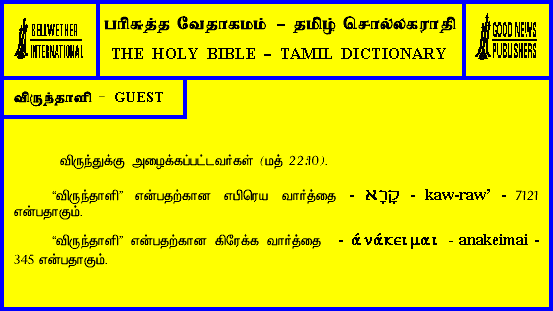 BELLWETHER
INTERNATIONAL
பரிசுத்த வேதாகமம் – தமிழ் சொல்லகராதி
THE HOLY BIBLE – TAMIL DICTIONARY
GOOD NEWS
PUBLISHERS
விருந்தாளி – GUEST
விருந்துக்கு அழைக்கப்பட்டவர்கள் (மத் 22:10).
“விருந்தாளி” என்பதற்கான எபிரெய வார்த்தை - קָרָא - kaw-raw’ - 7121
என்பதாகும்.
“விருந்தாளி” என்பதற்கான கிரேக்க வார்த்தை - ἀνάκειμαι - anakeimai -
345 என்பதாகும்.